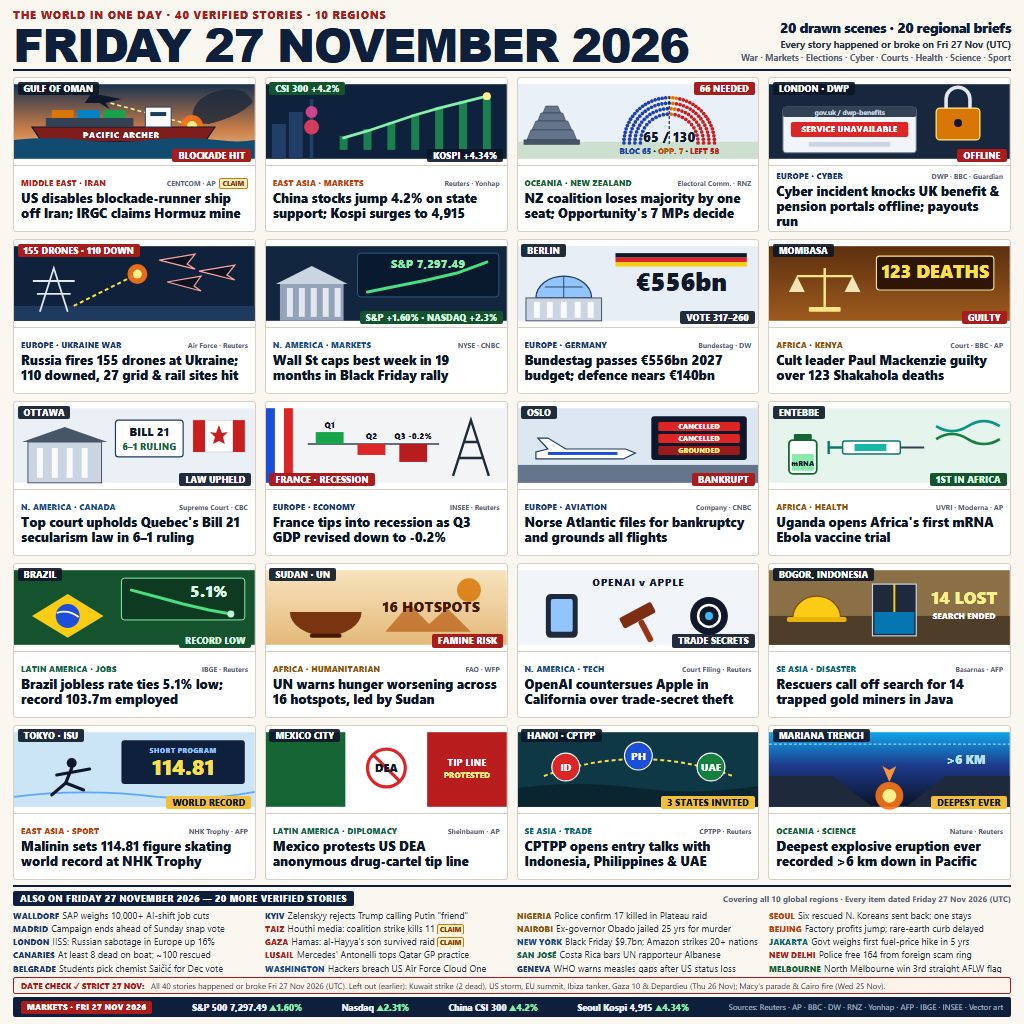 THE WORLD IN ONE DAY · 40 VERIFIED STORIES · 10 REGIONS
FRIDAY 27 NOVEMBER 2026
20 drawn scenes · 20 regional briefs
Every story happened or broke on Fri 27 Nov (UTC)
War · Markets · Elections · Cyber · Courts · Health · Science · Sport
GULF OF OMAN
PACIFIC ARCHER
BLOCKADE HIT
MIDDLE EAST · IRAN
CENTCOM · AP CLAIM
US disables blockade-runner ship
off Iran; IRGC claims Hormuz mine
CSI 300 +4.2%
KOSPI +4.34%
EAST ASIA · MARKETS
Reuters · Yonhap
China stocks jump 4.2% on state
support; Kospi surges to 4,915
66 NEEDED
65 / 130
BLOC 65 · OPP. 7 · LEFT 58
OCEANIA · NEW ZEALAND
Electoral Comm. · RNZ
NZ coalition loses majority by one
seat; Opportunity's 7 MPs decide
LONDON · DWP
gov.uk / dwp-benefits
SERVICE UNAVAILABLE
OFFLINE
EUROPE · CYBER
DWP · BBC · Guardian
Cyber incident knocks UK benefit &
pension portals offline; payouts
run
155 DRONES · 110 DOWN
EUROPE · UKRAINE WAR
Air Force · Reuters
Russia fires 155 drones at Ukraine;
110 downed, 27 grid & rail sites hit
S&P 7,297.49
S&P +1.60% · NASDAQ +2.3%
N. AMERICA · MARKETS
NYSE · CNBC
Wall St caps best week in 19
months in Black Friday rally
BERLIN
€556bn
VOTE 317–260
EUROPE · GERMANY
Bundestag · DW
Bundestag passes €556bn 2027
budget; defence nears €140bn
MOMBASA
123 DEATHS
GUILTY
AFRICA · KENYA
Court · BBC · AP
Cult leader Paul Mackenzie guilty
over 123 Shakahola deaths
OTTAWA
BILL 21
6–1 RULING
LAW UPHELD
N. AMERICA · CANADA
Supreme Court · CBC
Top court upholds Quebec's Bill 21
secularism law in 6–1 ruling
Q1
Q2
Q3 -0.2%
FRANCE · RECESSION
EUROPE · ECONOMY
INSEE · Reuters
France tips into recession as Q3
GDP revised down to -0.2%
OSLO
CANCELLED
CANCELLED
GROUNDED
BANKRUPT
EUROPE · AVIATION
Company · CNBC
Norse Atlantic files for bankruptcy
and grounds all flights
ENTEBBE
mRNA
1ST IN AFRICA
AFRICA · HEALTH
UVRI · Moderna · AP
Uganda opens Africa's first mRNA
Ebola vaccine trial
BRAZIL
5.1%
RECORD LOW
LATIN AMERICA · JOBS
IBGE · Reuters
Brazil jobless rate ties 5.1% low;
record 103.7m employed
SUDAN · UN
16 HOTSPOTS
FAMINE RISK
AFRICA · HUMANITARIAN
FAO · WFP
UN warns hunger worsening across
16 hotspots, led by Sudan
OPENAI v APPLE
TRADE SECRETS
N. AMERICA · TECH
Court Filing · Reuters
OpenAI countersues Apple in
California over trade-secret theft
BOGOR, INDONESIA
14 LOST
SEARCH ENDED
SE ASIA · DISASTER
Basarnas · AFP
Rescuers call off search for 14
trapped gold miners in Java
TOKYO · ISU
SHORT PROGRAM
114.81
WORLD RECORD
EAST ASIA · SPORT
NHK Trophy · AFP
Malinin sets 114.81 figure skating
world record at NHK Trophy
MEXICO CITY
DEA
TIP LINE
PROTESTED
LATIN AMERICA · DIPLOMACY
Sheinbaum · AP
Mexico protests US DEA
anonymous drug-cartel tip line
HANOI · CPTPP
ID
PH
UAE
3 STATES INVITED
SE ASIA · TRADE
CPTPP · Reuters
CPTPP opens entry talks with
Indonesia, Philippines & UAE
MARIANA TRENCH
>6 KM
DEEPEST EVER
OCEANIA · SCIENCE
Nature · Reuters
Deepest explosive eruption ever
recorded >6 km down in Pacific
ALSO ON FRIDAY 27 NOVEMBER 2026 — 20 MORE VERIFIED STORIES
Covering all 10 global regions · Every item dated Friday 27 Nov 2026 (UTC)
WALLDORF SAP weighs 10,000+ AI-shift job cuts
MADRID Campaign ends ahead of Sunday snap vote
LONDON IISS: Russian sabotage in Europe up 16%
CANARIES At least 8 dead on boat; ~100 rescued
BELGRADE Students pick chemist Saičić for Dec vote
KYIV Zelenskyy rejects Trump calling Putin "friend"
TAIZ Houthi media: coalition strike kills 11 CLAIM
GAZA Hamas: al-Hayya's son survived raid CLAIM
LUSAIL Mercedes' Antonelli tops Qatar GP practice
WASHINGTON Hackers breach US Air Force Cloud One
NIGERIA Police confirm 17 killed in Plateau raid
NAIROBI Ex-governor Obado jailed 25 yrs for murder
NEW YORK Black Friday $9.7bn; Amazon strikes 20+ nations
SAN JOSÉ Costa Rica bars UN rapporteur Albanese
GENEVA WHO warns measles gaps after US status loss
SEOUL Six rescued N. Koreans sent back; one stays
BEIJING Factory profits jump; rare-earth curb delayed
JAKARTA Govt weighs first fuel-price hike in 5 yrs
NEW DELHI Police free 164 from foreign scam ring
MELBOURNE North Melbourne win 3rd straight AFLW flag
DATE CHECK ✓ STRICT 27 NOV: All 40 stories happened or broke Fri 27 Nov 2026 (UTC). Left out (earlier): Kuwait strike (2 dead), US storm, EU summit, Ibiza tanker, Gaza 10 & Depardieu (Thu 26 Nov); Macy's parade & Cairo fire (Wed 25 Nov).
MARKETS · FRI 27 NOV 2026
S&P 500 7,297.49 ▲1.60%
Nasdaq ▲2.31%
China CSI 300 ▲4.2%
Seoul Kospi 4,915 ▲4.34%
Sources: Reuters · AP · BBC · DW · RNZ · Yonhap · AFP · IBGE · INSEE · Vector art